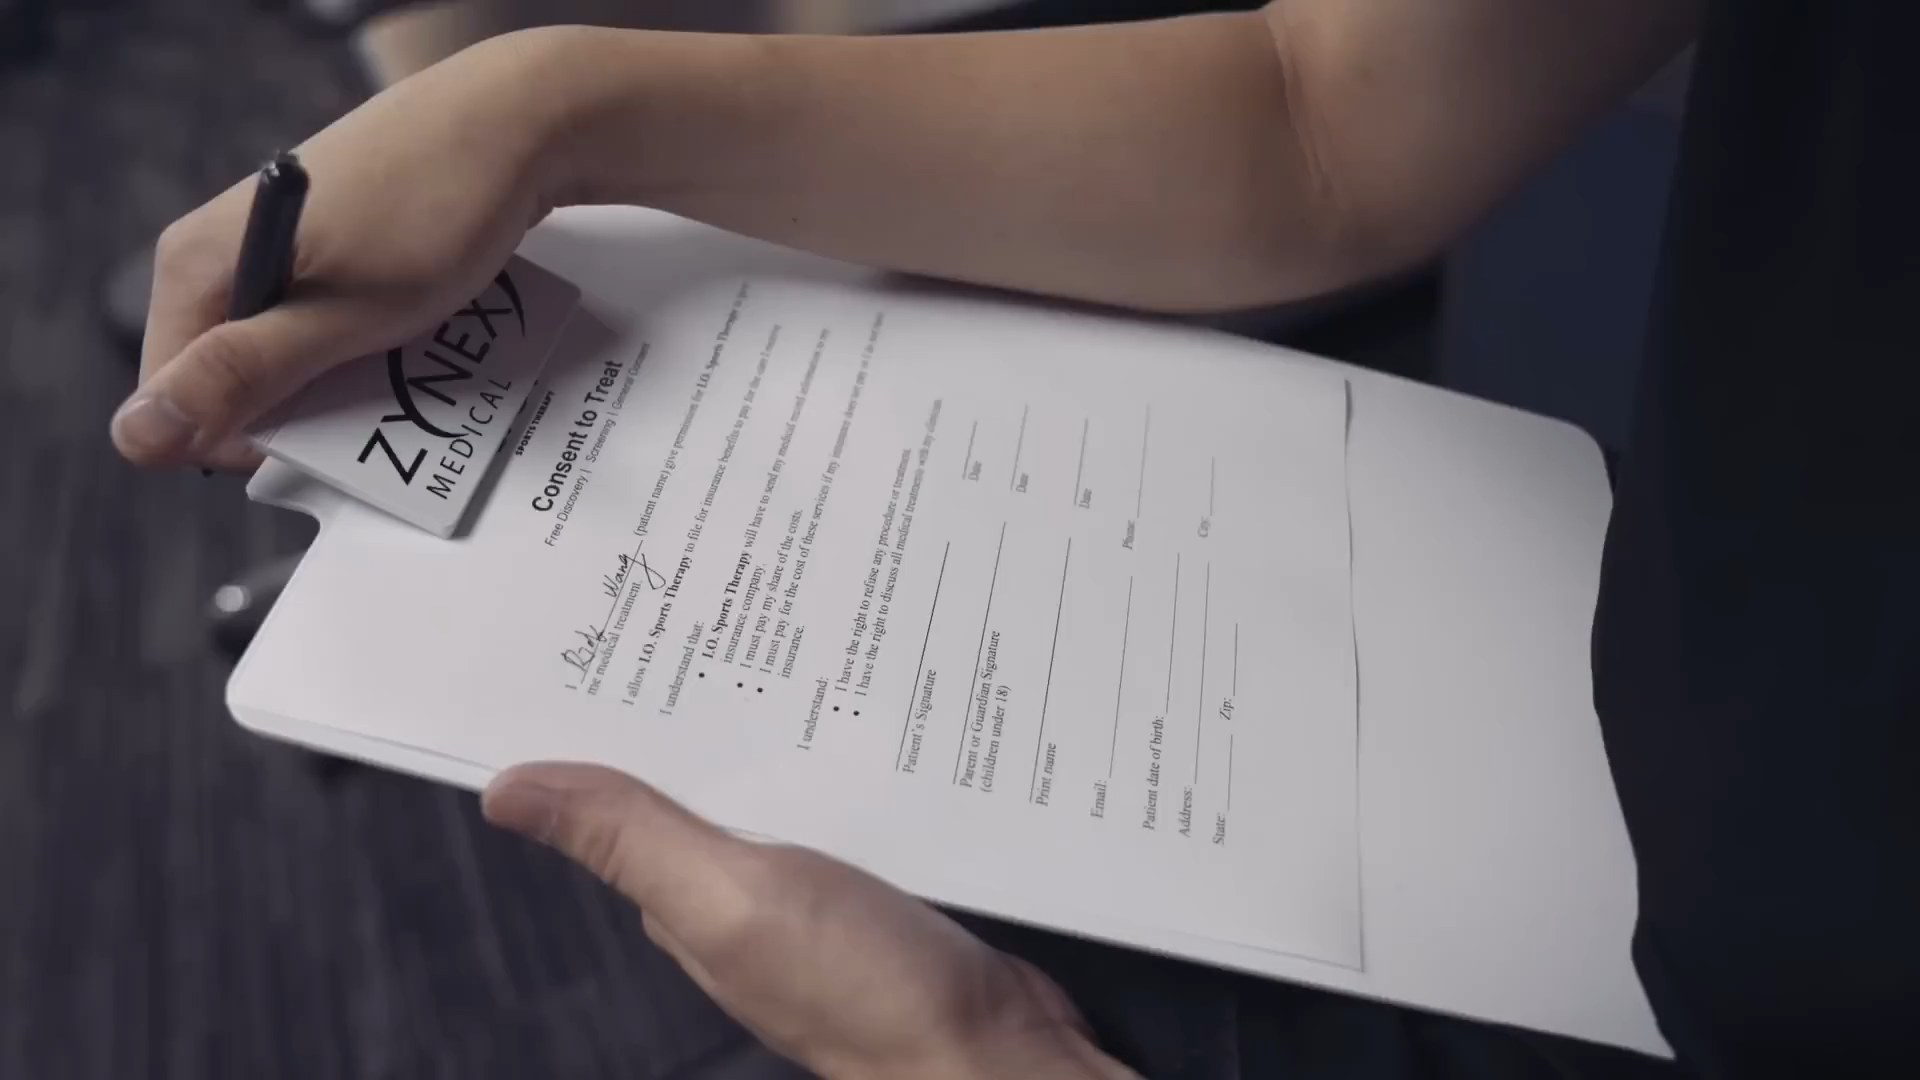 ZYNEX
MEDICAL
SPORTS THERAPY
Consent to Treat
Free Discovery | Screening | General Consent
I Rick Wang (patient name) give permission for I.O. Sports Therapy to give
me medical treatment.
I allow I.O. Sports Therapy to file for insurance benefits to pay for the care I receive
I understand that:
• I.O. Sports Therapy will have to send my medical record information to my
insurance company.
• I must pay my share of the costs.
• I must pay for the cost of these services if my insurance does not pay or I do not have
insurance.
I understand:
• I have the right to refuse any procedure or treatment.
• I have the right to discuss all medical treatments with my clinician.
Patient's Signature Date
Parent or Guardian Signature Date
(children under 18)
Print name Date
Email: Phone:
Patient date of birth:
Address: City:
State: Zip: